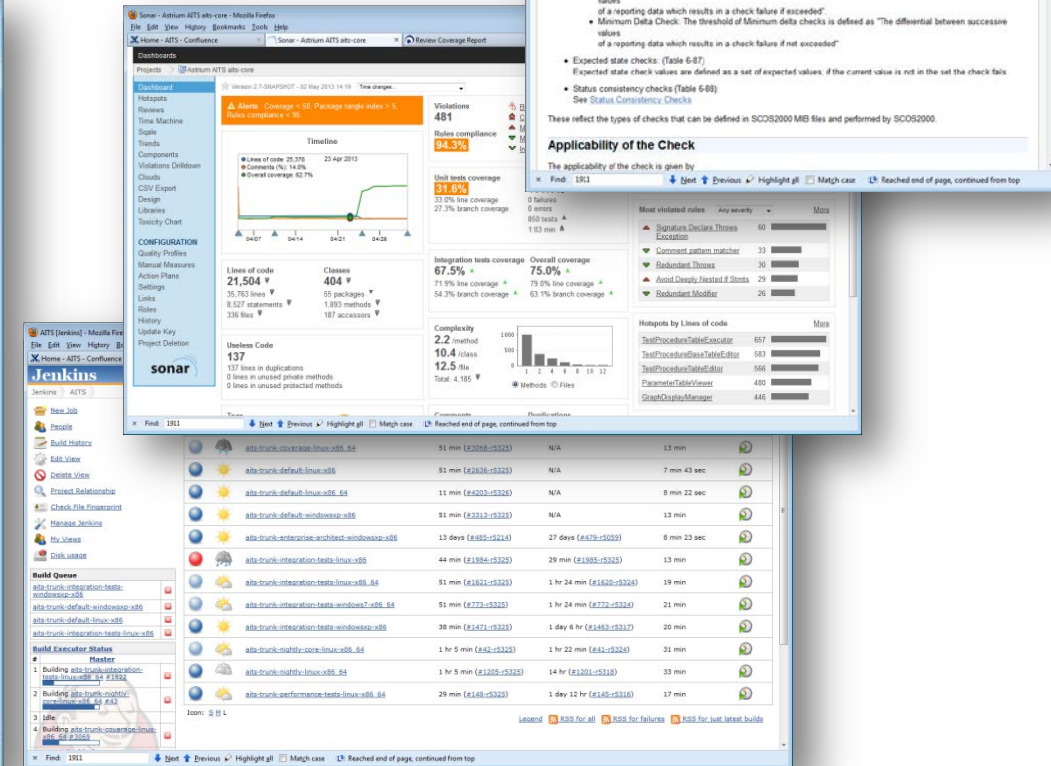 values
of a reporting data which results in a check failure if exceeded".
• Minimum Delta Check: The threshold of Minimum delta checks is defined as "The differential between successive
values
of a reporting data which results in a check failure if not exceeded"
• Expected state checks: (Table 6-87)
Expected state check values are defined as a set of expected values; if the current value is not in the set the check fails.
• Status consistency checks (Table 6-88)
See Status Consistency Checks
These reflect the types of checks that can be defined in SCOS2000 MIB files and performed by SCOS2000.
Applicability of the Check
The applicability of the check is given by
× Find: 1911 Next Previous Highlight all Match case Reached end of page, continued from top
Sonar - Astrium AITS aits-core - Mozilla Firefox
File Edit View History Bookmarks Tools Help
Home - AITS - Confluence × Sonar - Astrium AITS aits-core × Review Coverage Report
Dashboards
Projects Astrium AITS aits-core
Dashboard
Hotspots
Reviews
Time Machine
Sqale
Trends
Components
Violations Drilldown
Clouds
CSV Export
Design
Libraries
Toxicity Chart
CONFIGURATION
Quality Profiles
Manual Measures
Action Plans
Settings
Links
Roles
History
Update Key
Project Deletion
sonar
Version 2.7-SNAPSHOT - 02 May 2013 14:19 Time changes...
Alerts : Coverage < 50, Package tangle index > 5,
Rules compliance < 95.
Timeline
Lines of code: 25,378 23 Apr 2013
Comments (%): 14.0%
Overall coverage: 62.7%
04/07 04/14 04/21 04/28
Lines of code
21,504
35,763 lines
8,527 statements
336 files
Classes
404
55 packages
1,893 methods
187 accessors
Useless Code
137
137 lines in duplications
0 lines in unused private methods
0 lines in unused protected methods
Violations
481
Rules compliance
94.3%
Unit tests coverage
31.6%
33.0% line coverage
27.3% branch coverage
0 failures
0 errors
850 tests
1:03 min
Integration tests coverage
67.5%
71.9% line coverage
54.3% branch coverage
Overall coverage
75.0%
79.0% line coverage
63.1% branch coverage
Complexity
2.2 /method
10.4 /class
12.5 /file
Total: 4,185
1000
500
0
1 2 4 6 8 10 12
Methods Files
Most violated rules Any severity More
Signature Declare Throws Exception 60
Comment pattern matcher 33
Redundant Throws 30
Avoid Deeply Nested If Stmts 29
Redundant Modifier 26
Hotspots by Lines of code More
TestProcedureTableExecutor 657
TestProcedureBaseTableEditor 583
TestProcedureTableEditor 566
ParameterTableViewer 480
GraphDisplayManager 446
× Find: 1911 Next Previous Highlight all Match case Reached end of page, continued from top
AITS [Jenkins] - Mozilla Fire
File Edit View History
Home - AITS - Confluence
Jenkins
Jenkins AITS
New Job
People
Build History
Edit View
Delete View
Project Relationship
Check File Fingerprint
Manage Jenkins
My Views
Disk usage
Build Queue
aits-trunk-integration-tests-
windowsxp-x86
aits-trunk-default-windowsxp-x86
aits-trunk-default-linux-x86
aits-trunk-integration-tests-linux-x86
Build Executor Status
# Master
1 Building aits-trunk-integration-
tests-linux-x86_64 #1622
2 Building aits-trunk-nightly-
core-linux-x86_64 #43
3 Idle
4 Building aits-trunk-coverage-linux-
x86_64 #3069
aits-trunk-coverage-linux-x86_64 51 min (#3068-r5325) N/A 13 min
aits-trunk-default-linux-x86 51 min (#2636-r5325) N/A 7 min 43 sec
aits-trunk-default-linux-x86_64 11 min (#4203-r5326) N/A 8 min 22 sec
aits-trunk-default-windowsxp-x86 51 min (#3313-r5325) N/A 13 min
aits-trunk-enterprise-architect-windowsxp-x86 13 days (#485-r5214) 27 days (#479-r5059) 8 min 23 sec
aits-trunk-integration-tests-linux-x86 44 min (#1984-r5325) 29 min (#1985-r5325) 13 min
aits-trunk-integration-tests-linux-x86_64 51 min (#1621-r5325) 1 hr 24 min (#1620-r5324) 19 min
aits-trunk-integration-tests-windows7-x86_64 51 min (#773-r5325) 1 hr 24 min (#772-r5324) 21 min
aits-trunk-integration-tests-windowsxp-x86 38 min (#1471-r5325) 1 day 6 hr (#1463-r5317) 20 min
aits-trunk-nightly-core-linux-x86_64 1 hr 5 min (#42-r5325) 1 hr 22 min (#41-r5324) 31 min
aits-trunk-nightly-linux-x86_64 1 hr 5 min (#1205-r5325) 14 hr (#1201-r5318) 33 min
aits-trunk-performance-tests-linux-x86_64 29 min (#148-r5325) 1 day 12 hr (#145-r5316) 17 min
Icon: S M L
Legend RSS for all RSS for failures RSS for just latest builds
× Find: 1911 Next Previous Highlight all Match case Reached end of page, continued from top